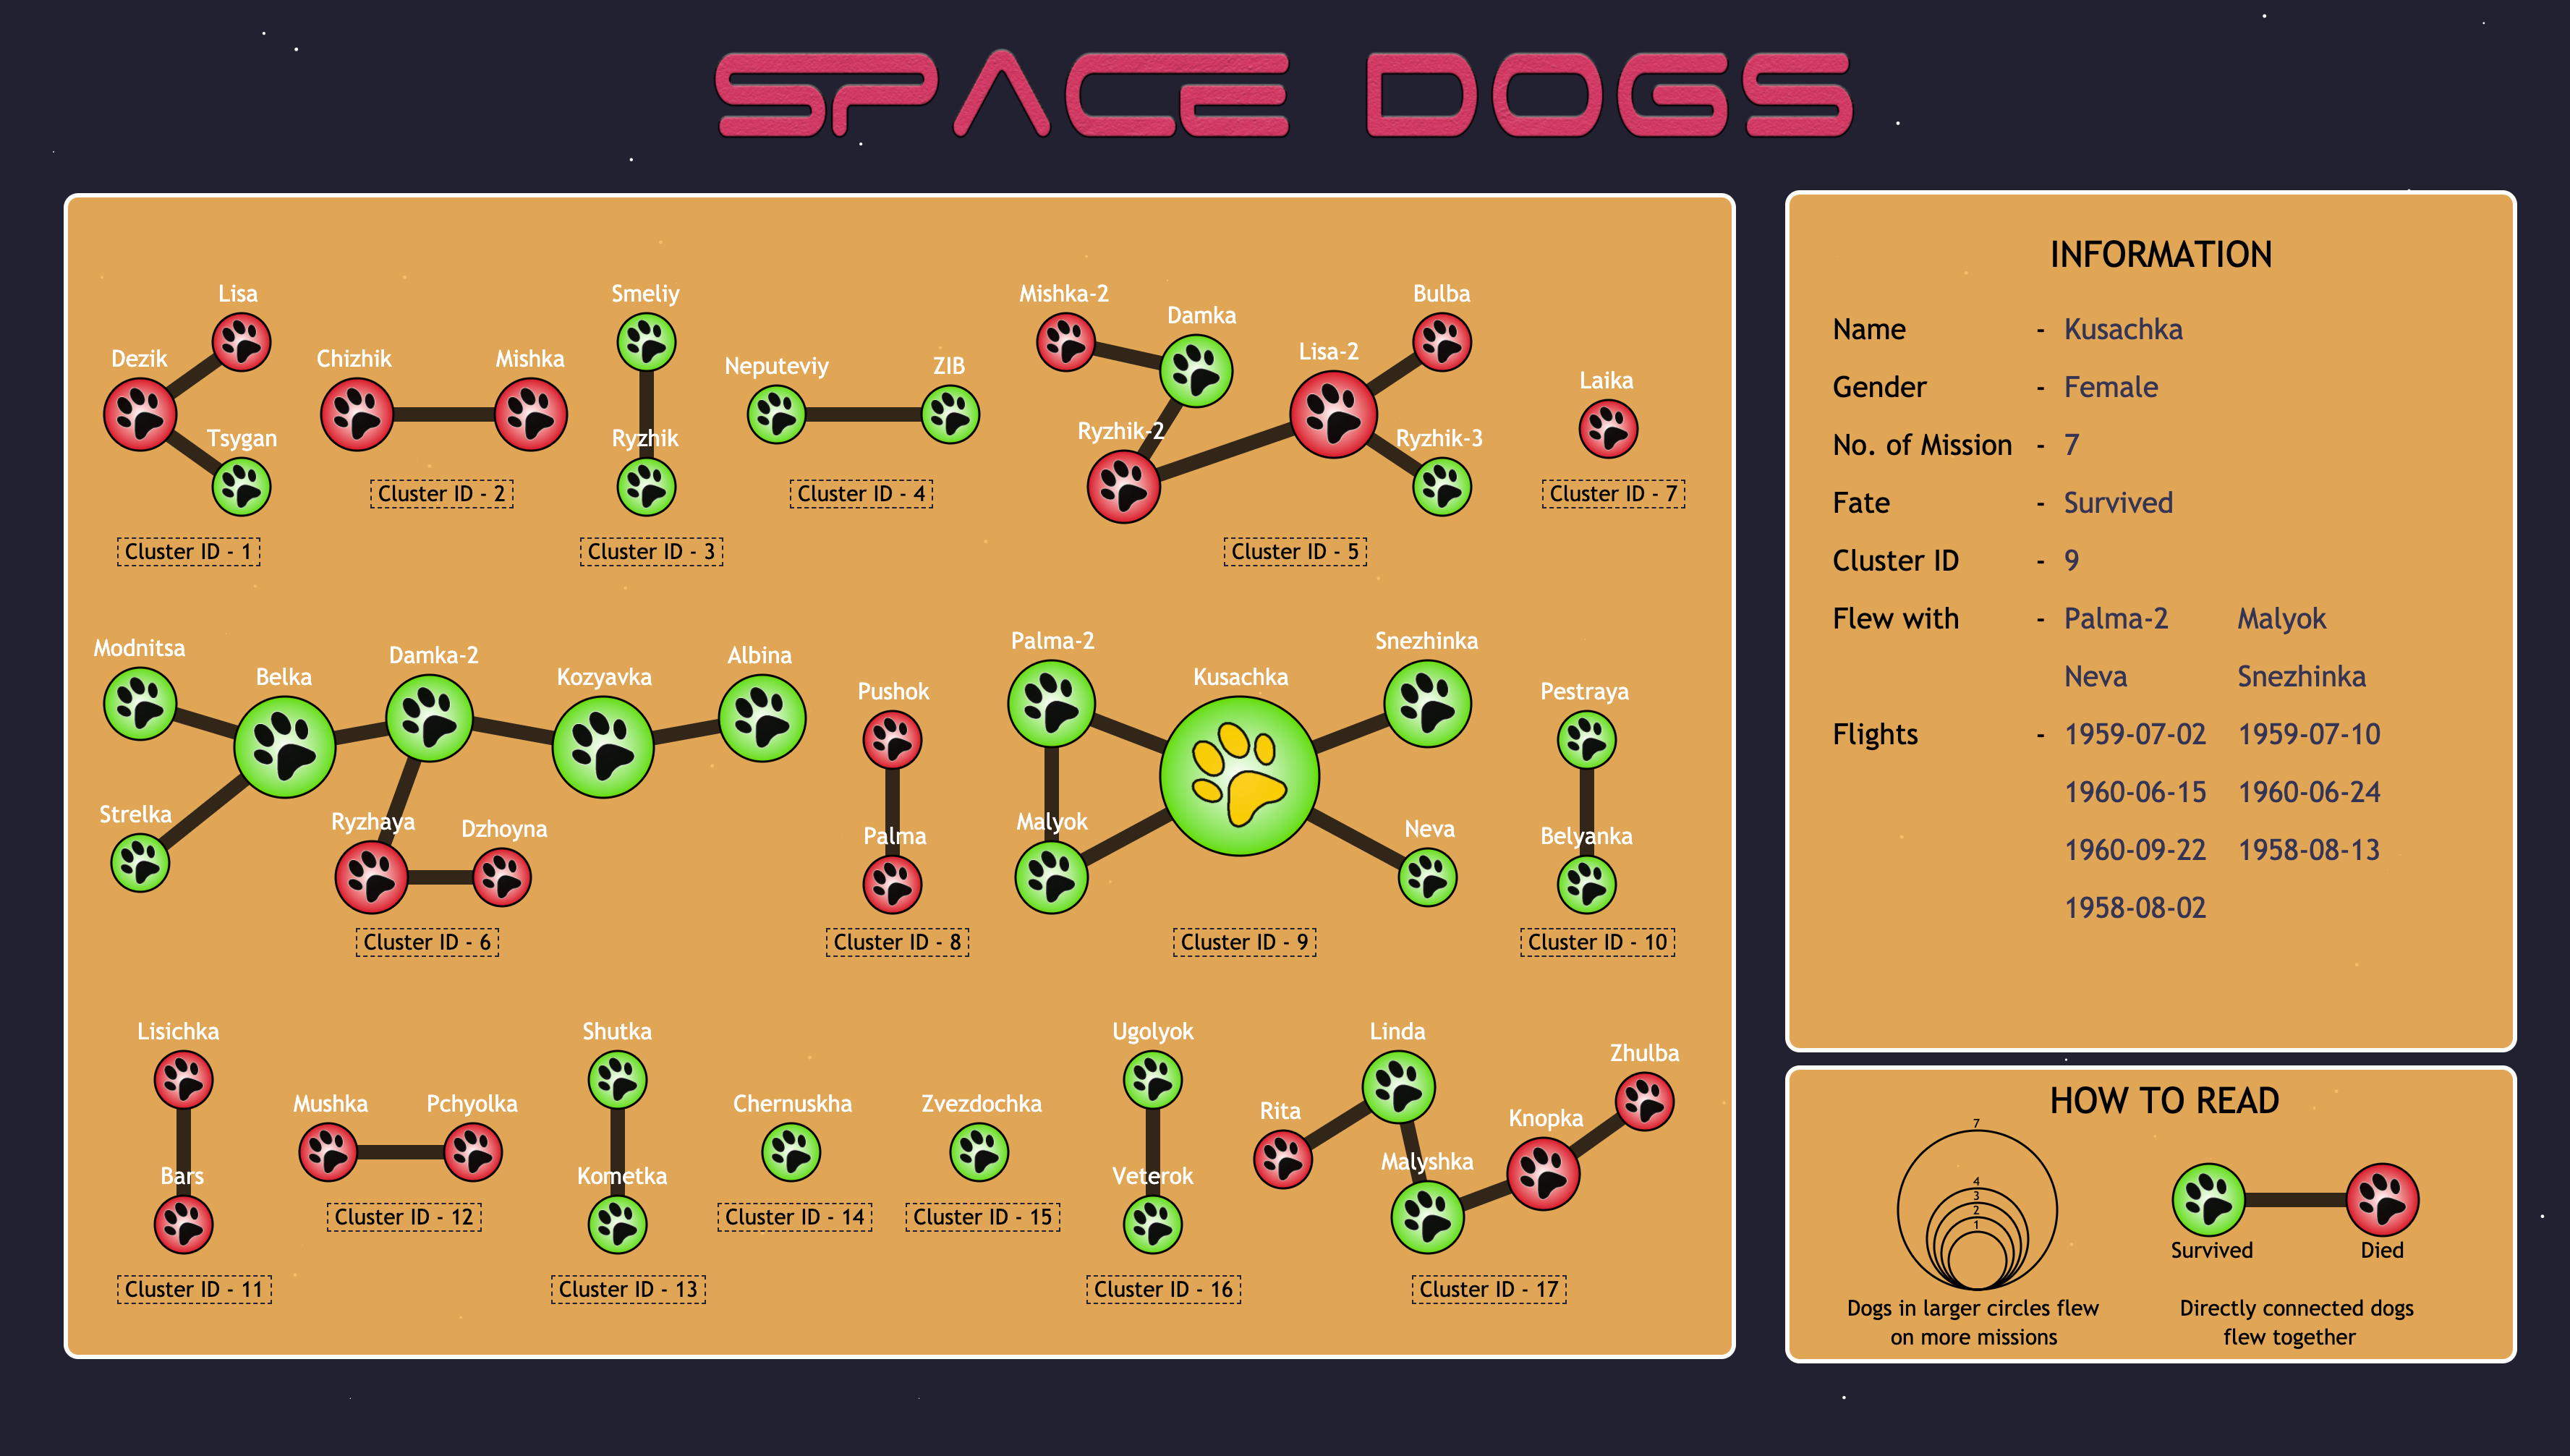 SPACE DOGS
Lisa
Dezik
Tsygan
Cluster ID - 1
Chizhik
Mishka
Cluster ID - 2
Smeliy
Ryzhik
Cluster ID - 3
Neputeviy
ZIB
Cluster ID - 4
Mishka-2
Damka
Bulba
Lisa-2
Ryzhik-2
Ryzhik-3
Cluster ID - 5
Laika
Cluster ID - 7
Modnitsa
Belka
Damka-2
Kozyavka
Albina
Strelka
Ryzhaya
Dzhoyna
Cluster ID - 6
Pushok
Palma
Cluster ID - 8
Palma-2
Kusachka
Snezhinka
Malyok
Neva
Cluster ID - 9
Pestraya
Belyanka
Cluster ID - 10
Lisichka
Bars
Cluster ID - 11
Mushka
Pchyolka
Cluster ID - 12
Shutka
Kometka
Cluster ID - 13
Chernuskha
Cluster ID - 14
Zvezdochka
Cluster ID - 15
Ugolyok
Veterok
Cluster ID - 16
Linda
Zhulba
Rita
Knopka
Malyshka
Cluster ID - 17
INFORMATION
Name - Kusachka
Gender - Female
No. of Mission - 7
Fate - Survived
Cluster ID - 9
Flew with - Palma-2 Malyok
Neva Snezhinka
Flights - 1959-07-02 1959-07-10
1960-06-15 1960-06-24
1960-09-22 1958-08-13
1958-08-02
HOW TO READ
7
4
3
2
1
Dogs in larger circles flew
on more missions
Survived
Died
Directly connected dogs
flew together